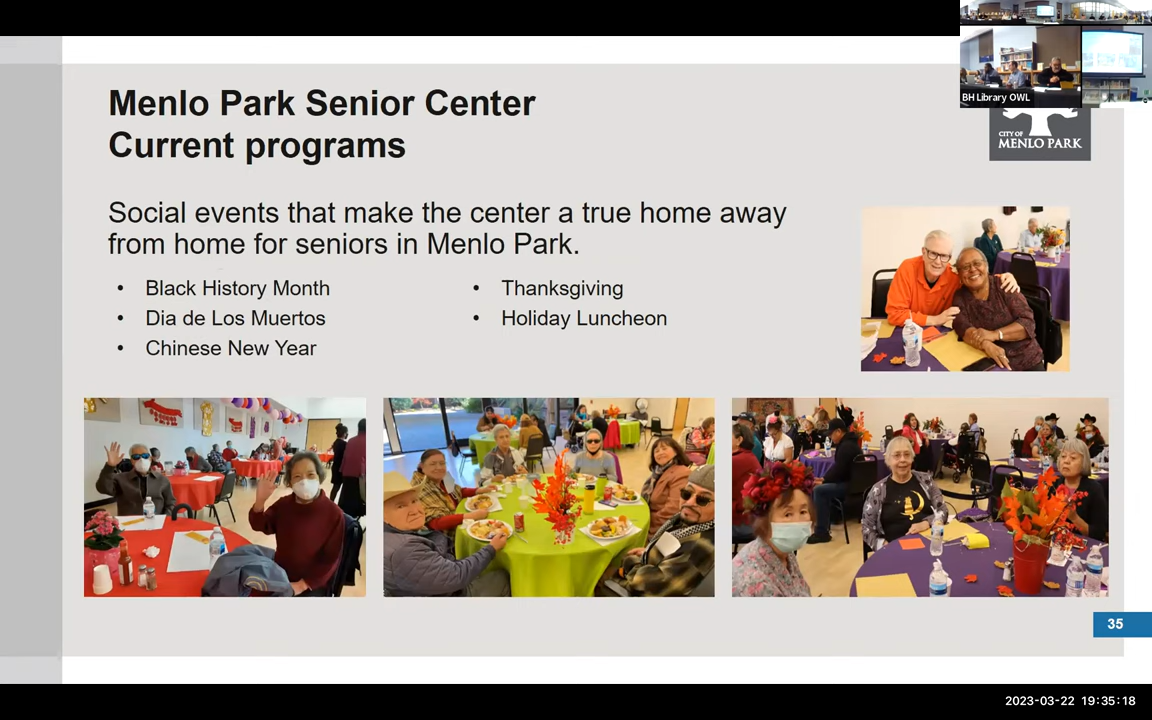 BH Library OWL
Menlo Park Senior Center
Current programs
CITY OF
MENLO PARK
Social events that make the center a true home away
from home for seniors in Menlo Park.
• Black History Month
• Dia de Los Muertos
• Chinese New Year
• Thanksgiving
• Holiday Luncheon
35
2023-03-22 19:35:18